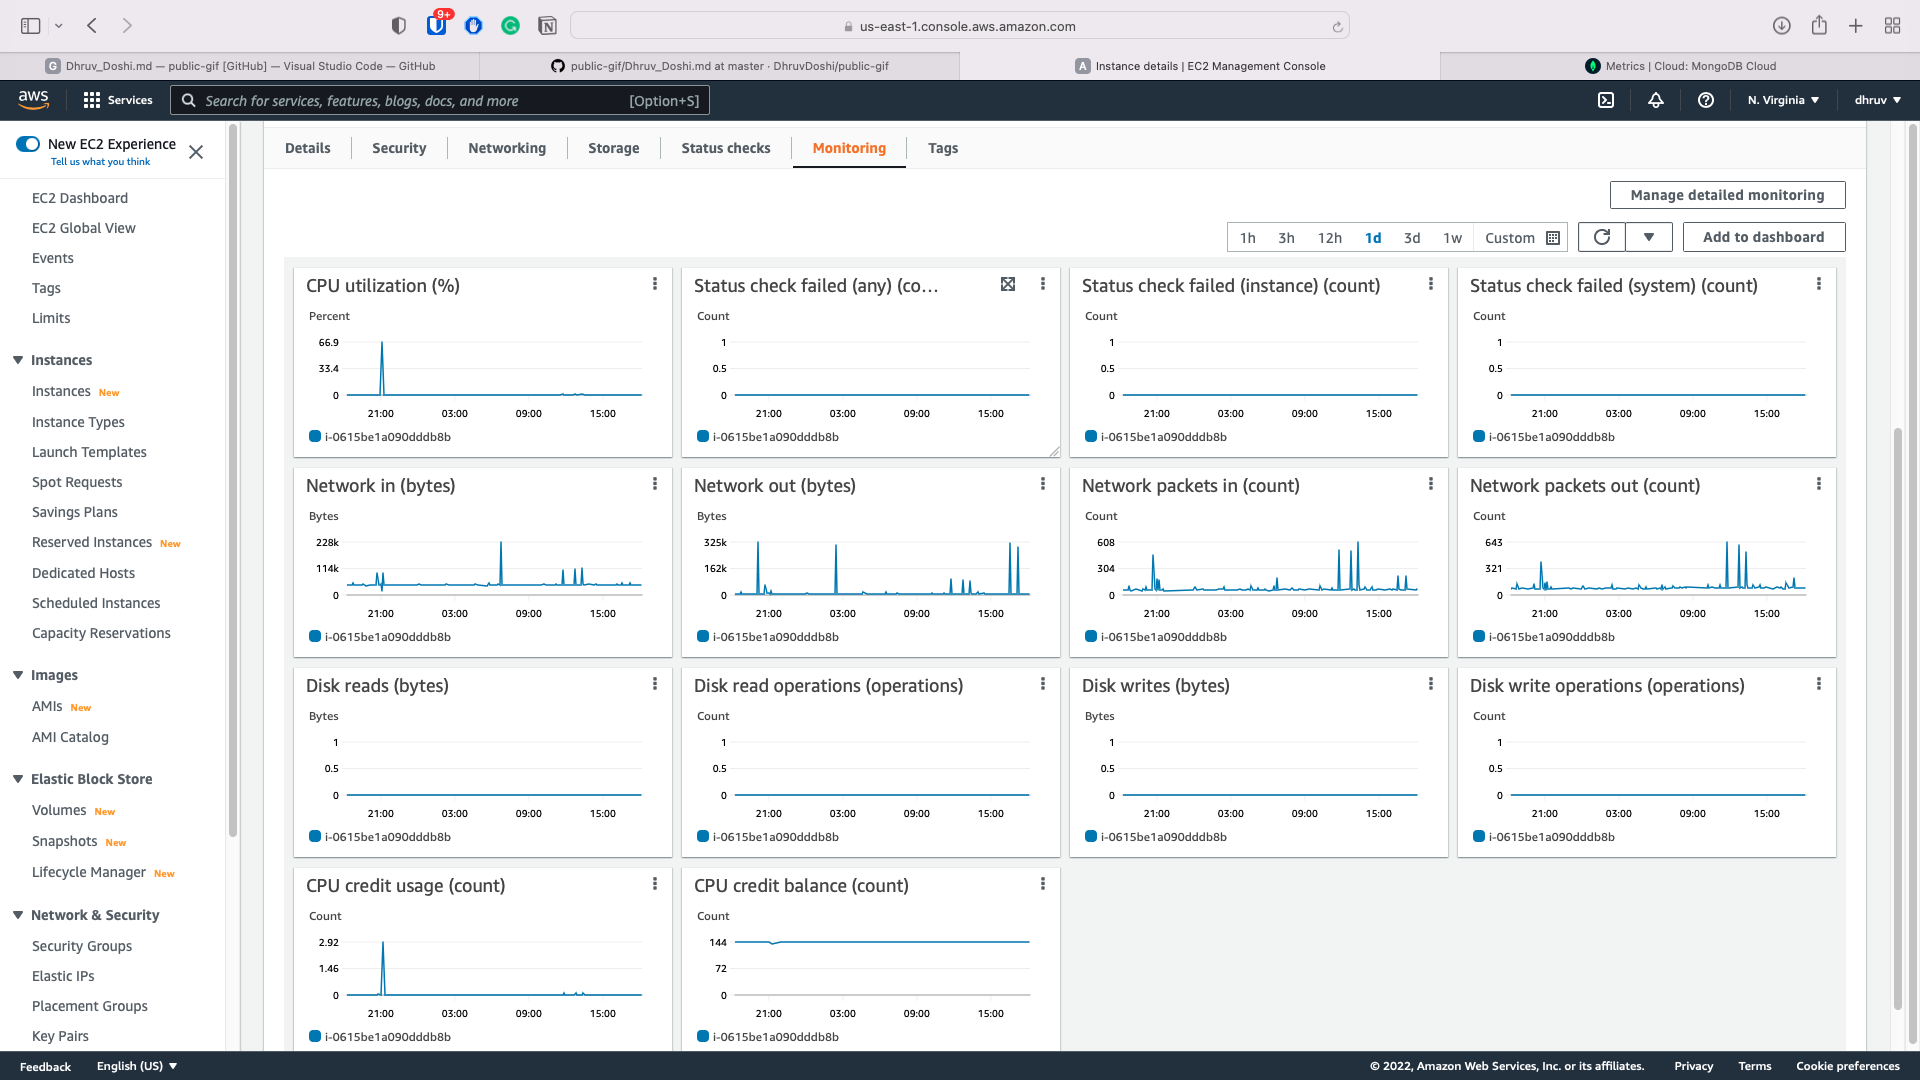 9+
us-east-1.console.aws.amazon.com
G Dhruv_Doshi.md — public-gif [GitHub] — Visual Studio Code — GitHub
public-gif/Dhruv_Doshi.md at master · DhruvDoshi/public-gif
A Instance details | EC2 Management Console
Metrics | Cloud: MongoDB Cloud
aws Services Search for services, features, blogs, docs, and more [Option+S] N. Virginia dhruv
New EC2 Experience
Tell us what you think
EC2 Dashboard
EC2 Global View
Events
Tags
Limits
Instances
Instances New
Instance Types
Launch Templates
Spot Requests
Savings Plans
Reserved Instances New
Dedicated Hosts
Scheduled Instances
Capacity Reservations
Images
AMIs New
AMI Catalog
Elastic Block Store
Volumes New
Snapshots New
Lifecycle Manager New
Network & Security
Security Groups
Elastic IPs
Placement Groups
Key Pairs
Details Security Networking Storage Status checks Monitoring Tags
Manage detailed monitoring
1h 3h 12h 1d 3d 1w Custom Add to dashboard
CPU utilization (%)
Percent
66.9
33.4
0
21:00 03:00 09:00 15:00
i-0615be1a090dddb8b
Status check failed (any) (co...
Count
1
0.5
0
21:00 03:00 09:00 15:00
i-0615be1a090dddb8b
Status check failed (instance) (count)
Count
1
0.5
0
21:00 03:00 09:00 15:00
i-0615be1a090dddb8b
Status check failed (system) (count)
Count
1
0.5
0
21:00 03:00 09:00 15:00
i-0615be1a090dddb8b
Network in (bytes)
Bytes
228k
114k
0
21:00 03:00 09:00 15:00
i-0615be1a090dddb8b
Network out (bytes)
Bytes
325k
162k
0
21:00 03:00 09:00 15:00
i-0615be1a090dddb8b
Network packets in (count)
Count
608
304
0
21:00 03:00 09:00 15:00
i-0615be1a090dddb8b
Network packets out (count)
Count
643
321
0
21:00 03:00 09:00 15:00
i-0615be1a090dddb8b
Disk reads (bytes)
Bytes
1
0.5
0
21:00 03:00 09:00 15:00
i-0615be1a090dddb8b
Disk read operations (operations)
Count
1
0.5
0
21:00 03:00 09:00 15:00
i-0615be1a090dddb8b
Disk writes (bytes)
Bytes
1
0.5
0
21:00 03:00 09:00 15:00
i-0615be1a090dddb8b
Disk write operations (operations)
Count
1
0.5
0
21:00 03:00 09:00 15:00
i-0615be1a090dddb8b
CPU credit usage (count)
Count
2.92
1.46
0
21:00 03:00 09:00 15:00
i-0615be1a090dddb8b
CPU credit balance (count)
Count
144
72
0
21:00 03:00 09:00 15:00
i-0615be1a090dddb8b
Feedback English (US) © 2022, Amazon Web Services, Inc. or its affiliates. Privacy Terms Cookie preferences